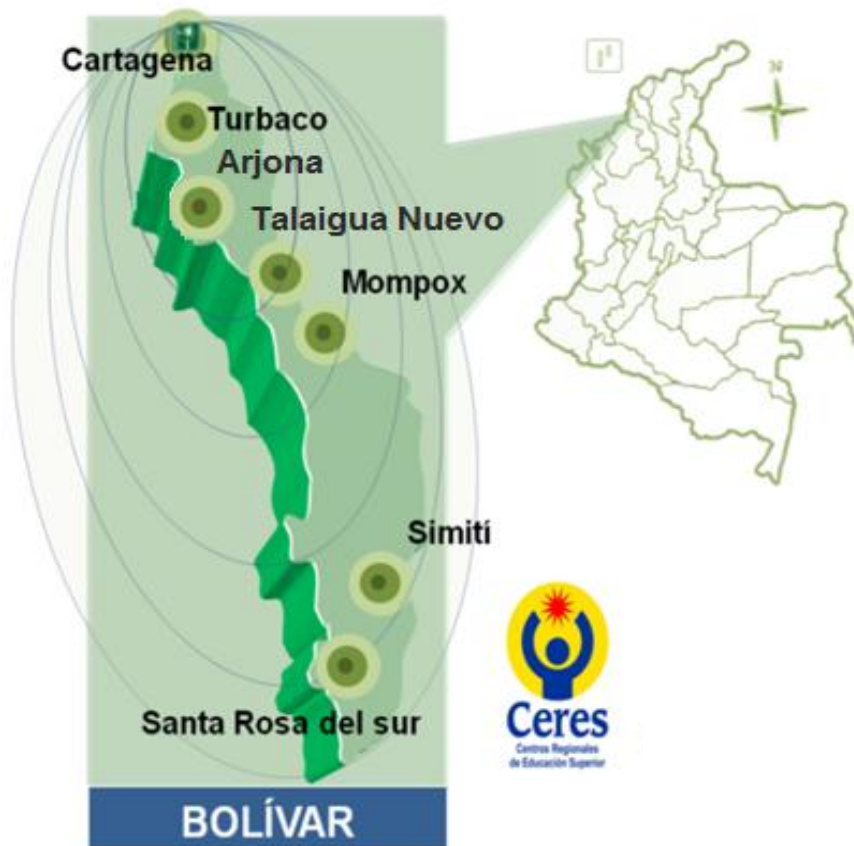 Cartagena
Turbaco
Arjona
Talaigua Nuevo
Mompox
Simití
Santa Rosa del sur
BOLÍVAR
N
Ceres
Centros Regionales
de Educación Superior